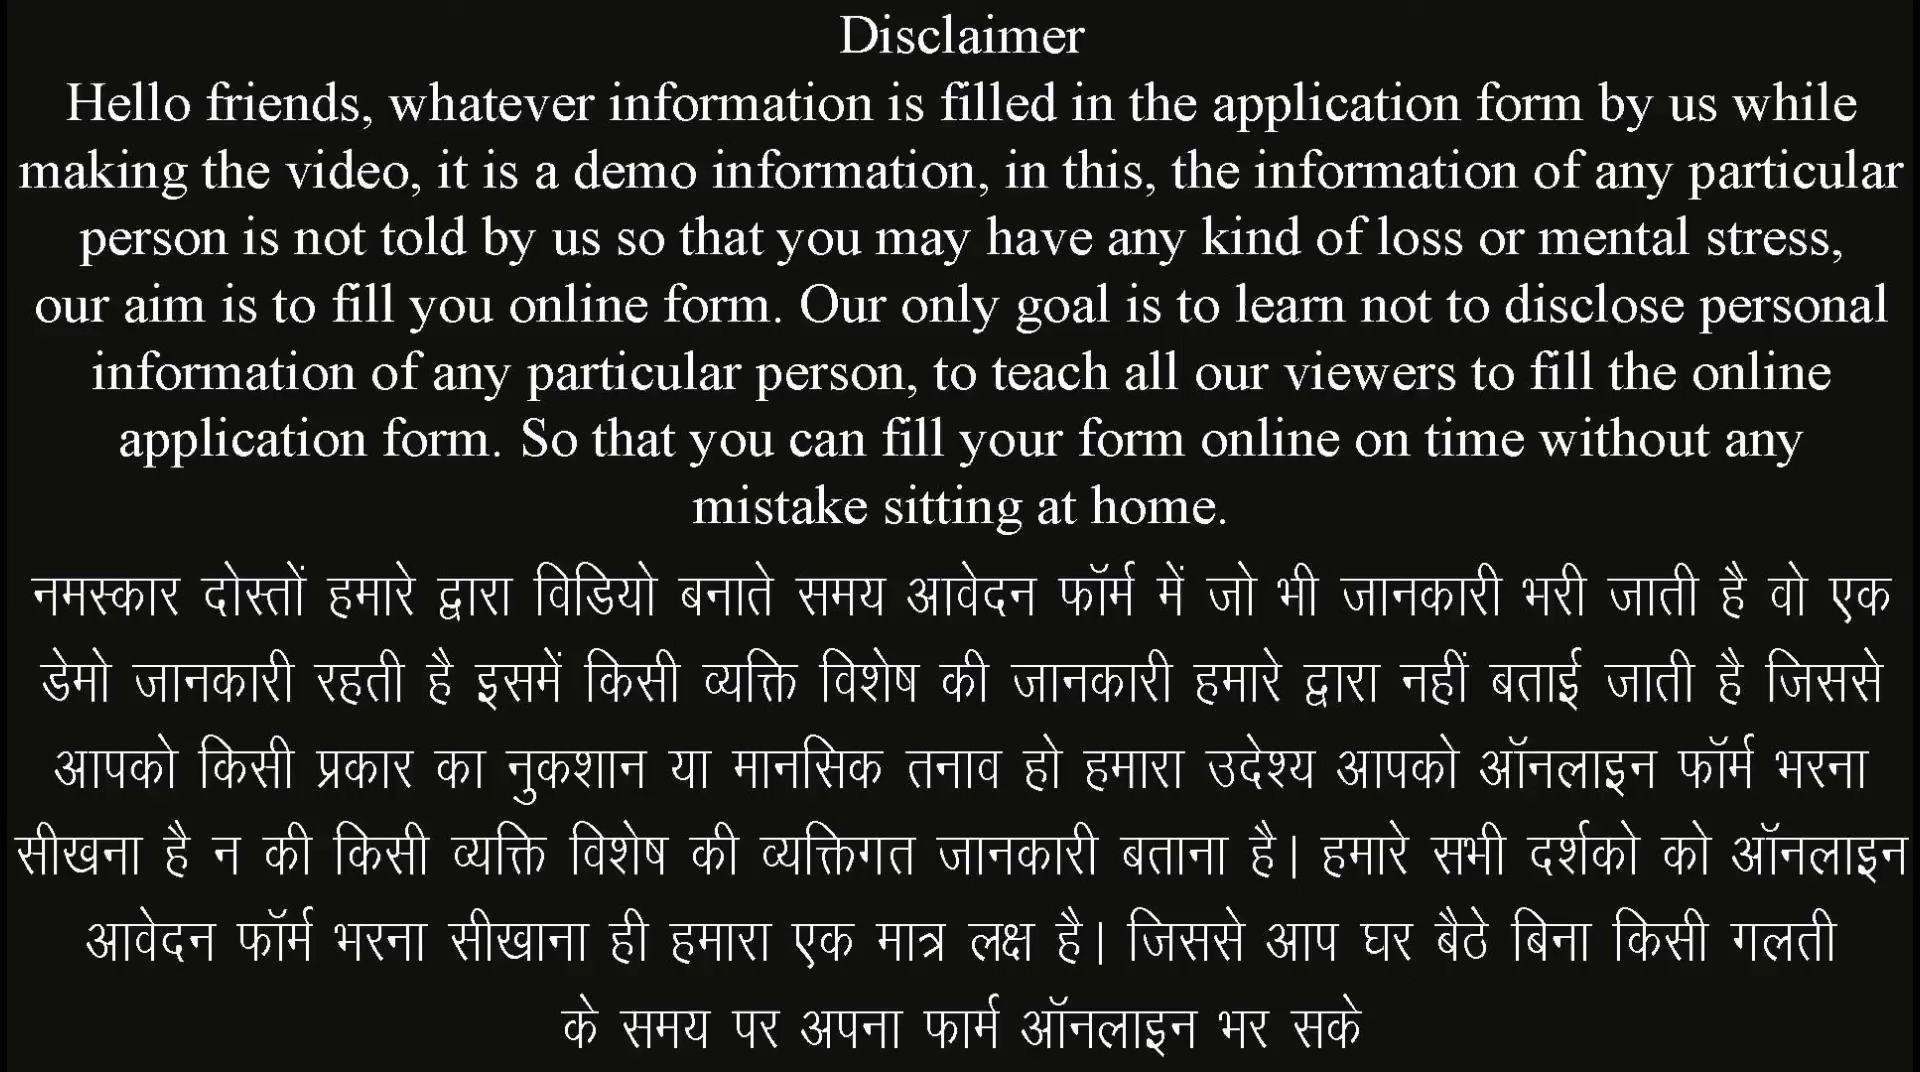 Disclaimer
Hello friends, whatever information is filled in the application form by us while
making the video, it is a demo information, in this, the information of any particular
person is not told by us so that you may have any kind of loss or mental stress,
our aim is to fill you online form. Our only goal is to learn not to disclose personal
information of any particular person, to teach all our viewers to fill the online
application form. So that you can fill your form online on time without any
mistake sitting at home.
नमस्कार दोस्तों हमारे द्वारा विडियो बनाते समय आवेदन फॉर्म में जो भी जानकारी भरी जाती है वो एक
डेमो जानकारी रहती है इसमें किसी व्यक्ति विशेष की जानकारी हमारे द्वारा नहीं बताई जाती है जिससे
आपको किसी प्रकार का नुकशान या मानसिक तनाव हो हमारा उदेश्य आपको ऑनलाइन फॉर्म भरना
सीखना है न की किसी व्यक्ति विशेष की व्यक्तिगत जानकारी बताना है। हमारे सभी दर्शको को ऑनलाइन
आवेदन फॉर्म भरना सीखाना ही हमारा एक मात्र लक्ष है। जिससे आप घर बैठे बिना किसी गलती
के समय पर अपना फार्म ऑनलाइन भर सके